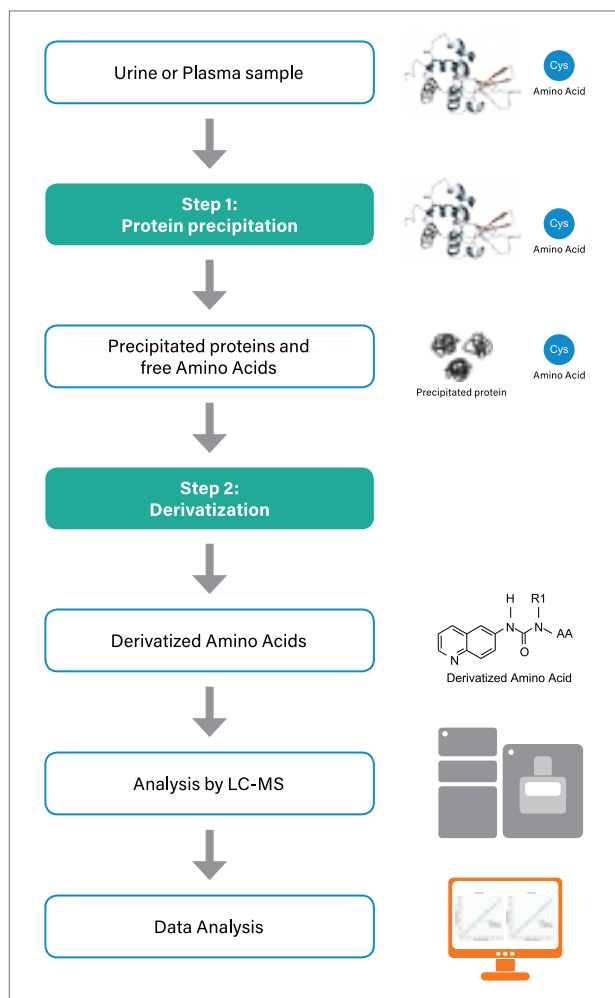 Urine or Plasma sample
Cys
Amino Acid
Step 1:
Protein precipitation
Cys
Amino Acid
Precipitated proteins and
free Amino Acids
Cys
Precipitated protein
Amino Acid
Step 2:
Derivatization
Derivatized Amino Acids
H
R1
N
N
AA
O
N
Derivatized Amino Acid
Analysis by LC-MS
Data Analysis